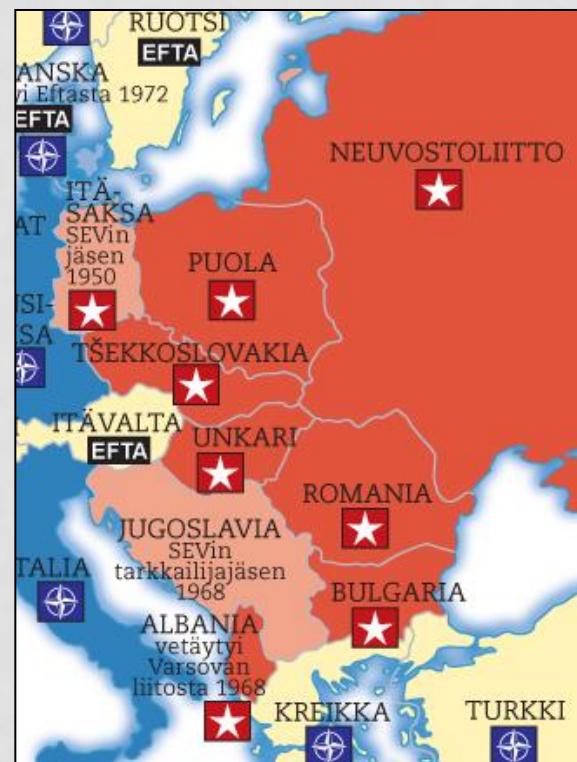 RUOTSI
EFTA
ANSKA
vi Eftasta 1972
EFTA
NEUVOSTOLIITTO
ITÄ-
SAKSA
SEVin
jäsen
1950
AT
PUOLA
USI-
SA
TŠEKKOSLOVAKIA
ITÄVALTA
EFTA
UNKARI
ROMANIA
JUGOSLAVIA
SEVin
tarkkailijajäsen
1968
TALIA
BULGARIA
ALBANIA
vetäytyi
Varsovan
liitosta 1968
KREIKKA
TURKKI